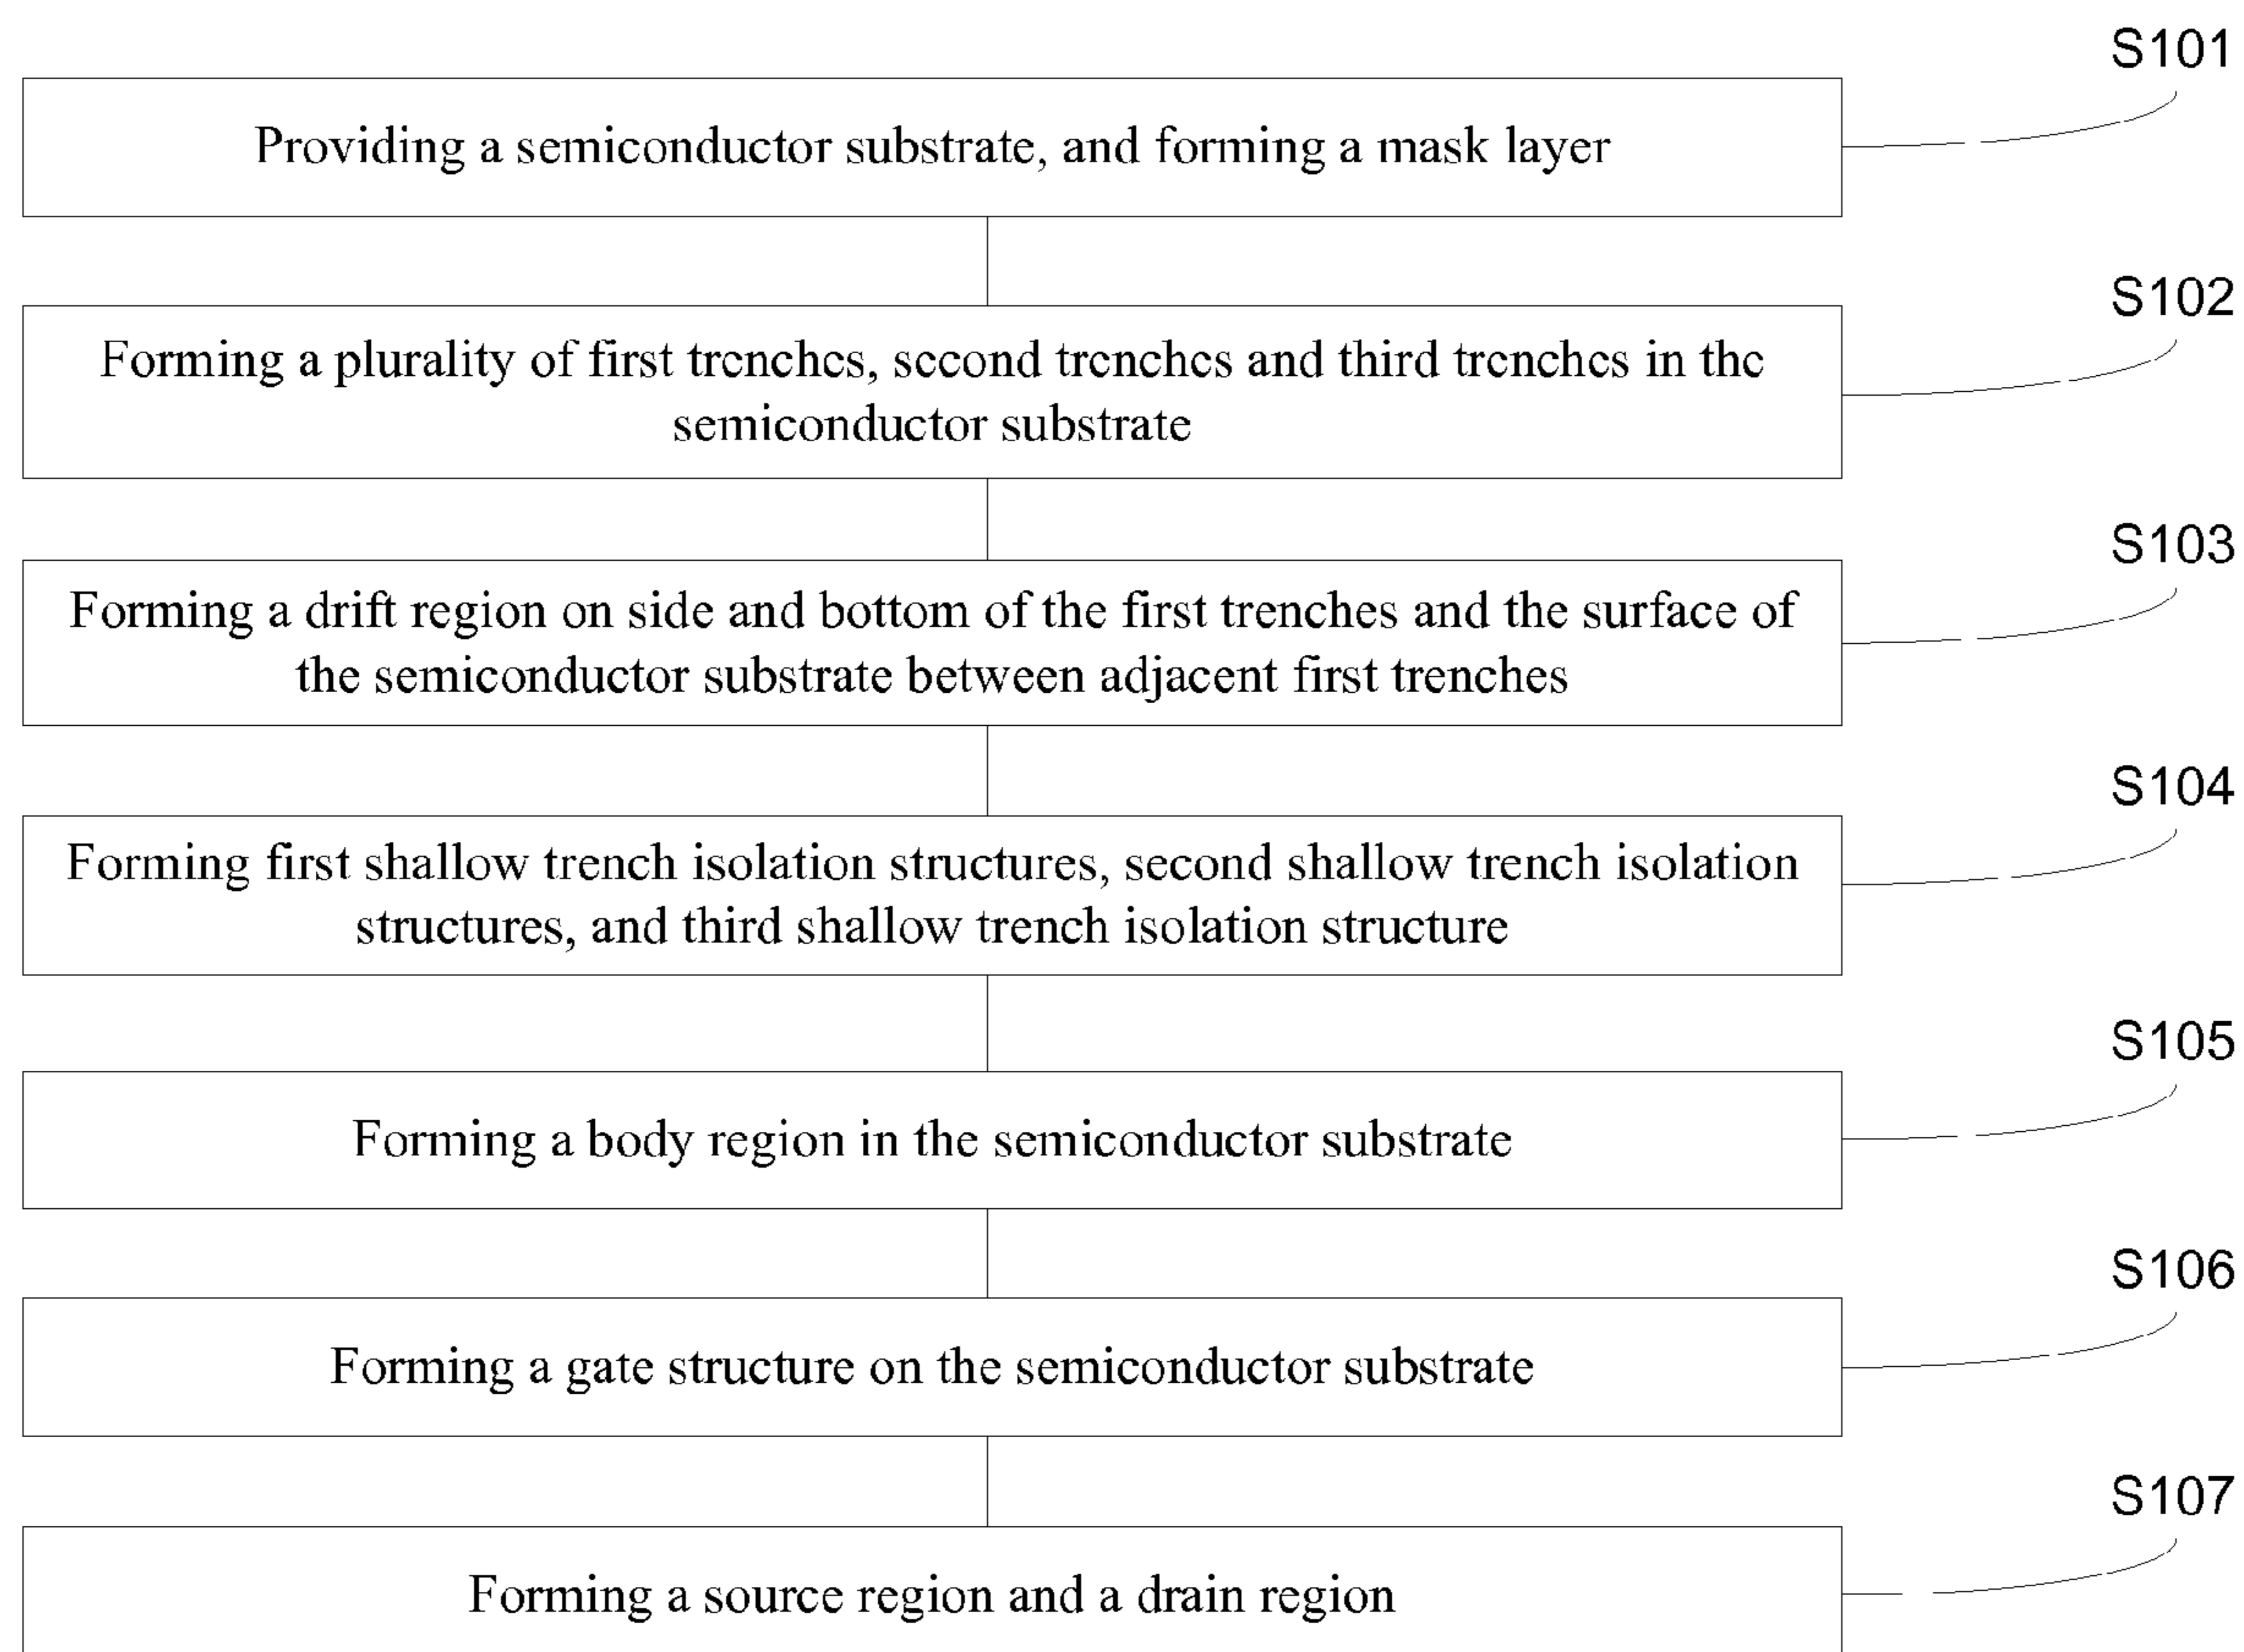 S101
Providing a semiconductor substrate, and forming a mask layer
S102
Forming a plurality of first trenches, second trenches and third trenches in the
semiconductor substrate
S103
Forming a drift region on side and bottom of the first trenches and the surface of
the semiconductor substrate between adjacent first trenches
S104
Forming first shallow trench isolation structures, second shallow trench isolation
structures, and third shallow trench isolation structure
S105
Forming a body region in the semiconductor substrate
S106
Forming a gate structure on the semiconductor substrate
S107
Forming a source region and a drain region